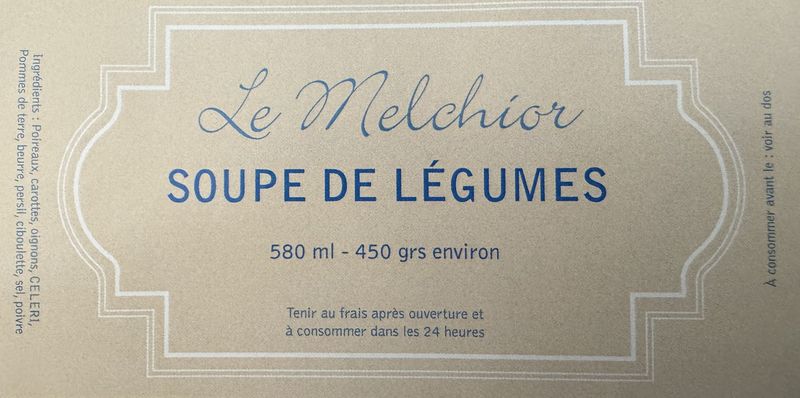 Le Melchior
SOUPE DE LÉGUMES
580 ml - 450 grs environ
Tenir au frais après ouverture et
à consommer dans les 24 heures
Ingrédients : Poireaux, carottes, oignons, CELERI,
Pommes de terre, beurre, persil, ciboulette, sel, poivre
À consommer avant le : voir au dos